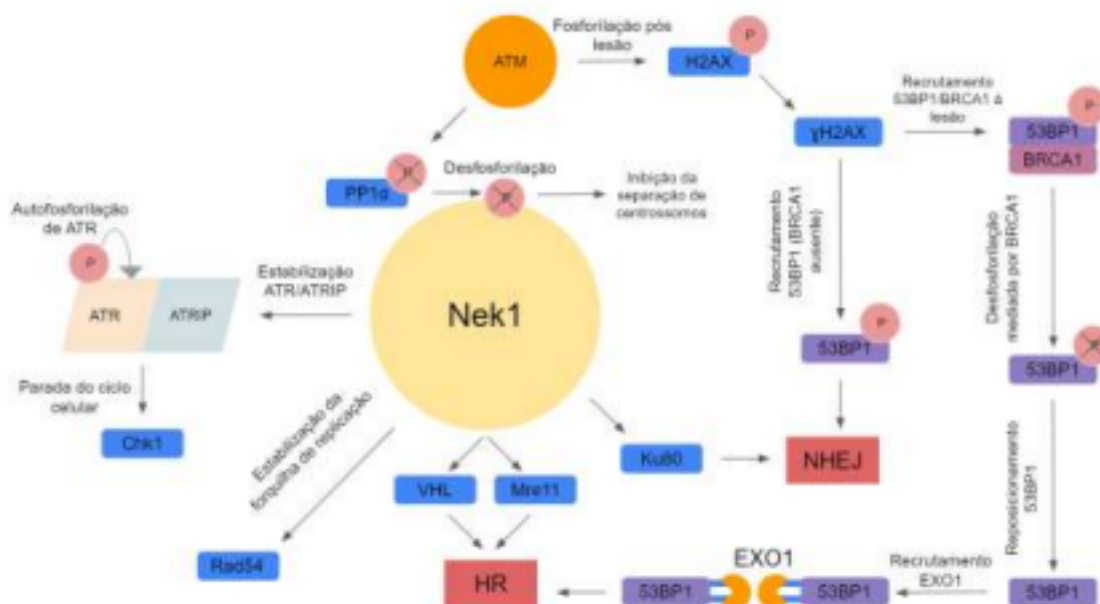 ATM
Fosforilação pós
lesão
P
H2AX
γH2AX
Recrutamento
53BP1/BRCA1 à
lesão
P
53BP1
BRCA1
PP1α
P
Desfosforilação
P
Inibição da
separação de
centrossomos
Autofosforilação
de ATR
P
ATR
ATRIP
Estabilização
ATR/ATRIP
Nek1
Recrutamento
53BP1 (BRCA1
ausente)
P
53BP1
Desfosforilação
mediada por BRCA1
P
53BP1
Parada do ciclo
celular
Chk1
Estabilização da
forquilha de replicação
Rad54
VHL
Mre11
Ku80
NHEJ
Reposicionamento
53BP1
HR
53BP1
EXO1
53BP1
Recrutamento
EXO1
53BP1